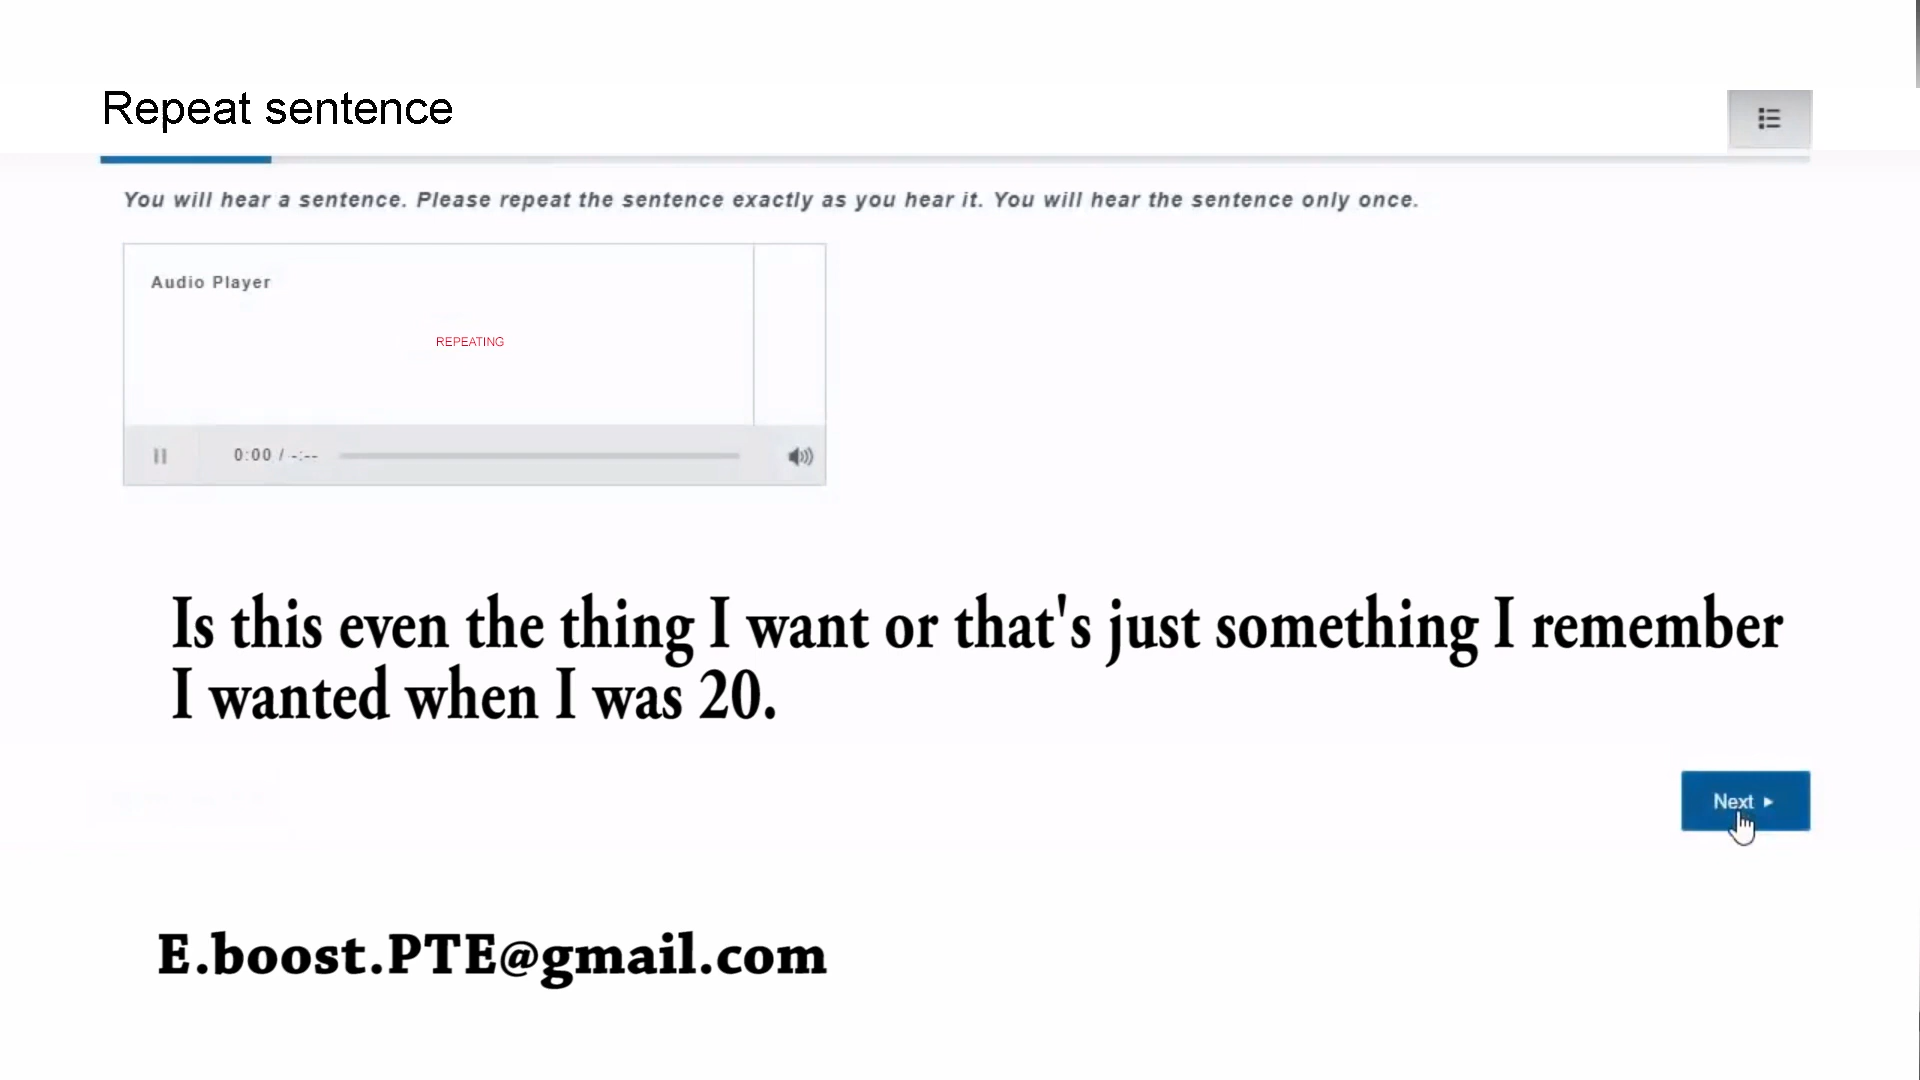 Repeat sentence
You will hear a sentence. Please repeat the sentence exactly as you hear it. You will hear the sentence only once.
Audio Player
REPEATING
0:00 / -:--
Is this even the thing I want or that's just something I remember
I wanted when I was 20.
Next
E.boost.PTE@gmail.com